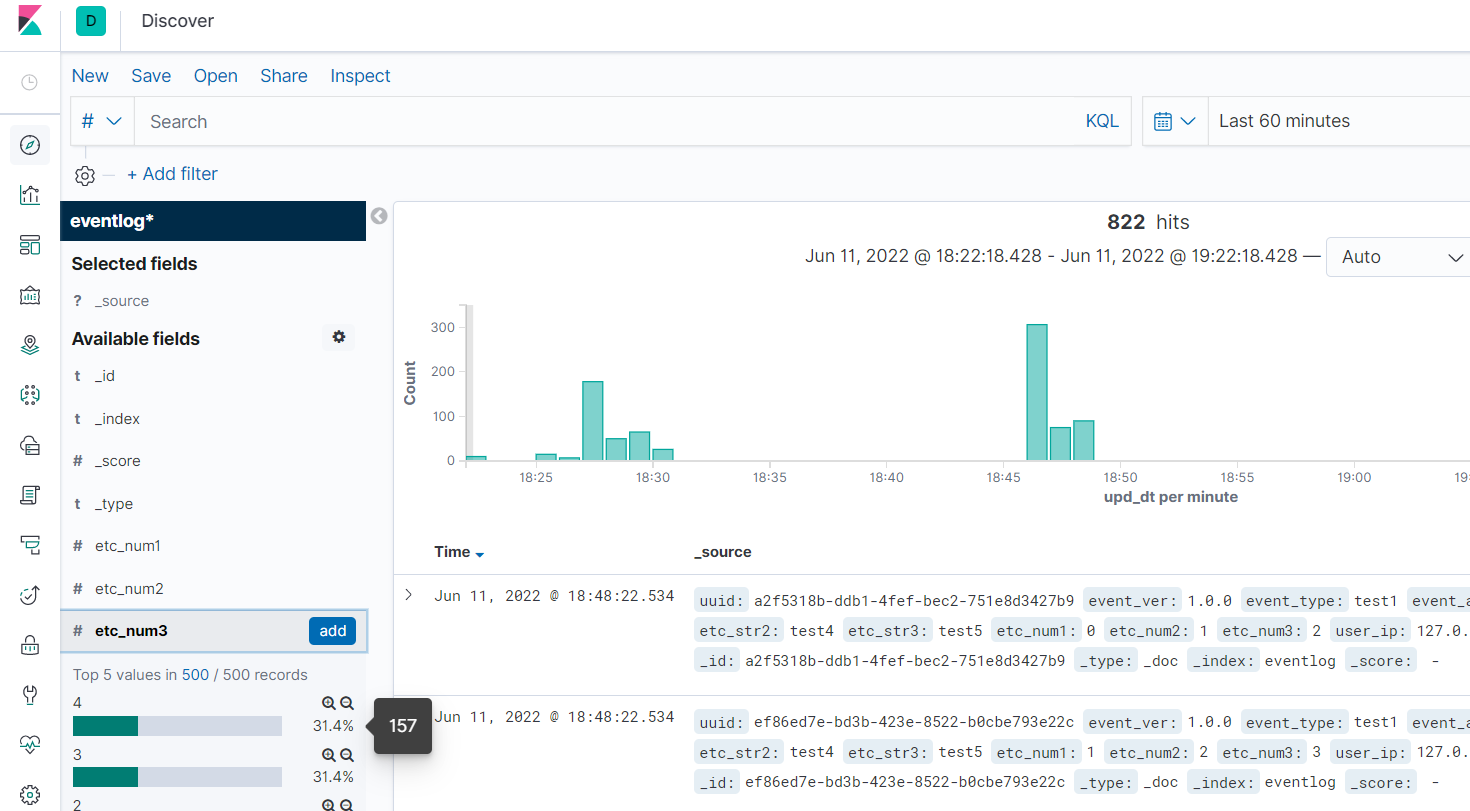 D Discover
New Save Open Share Inspect
# Search KQL Last 60 minutes
+ Add filter
eventlog*
Selected fields
? _source
Available fields
t _id
t _index
# _score
t _type
# etc_num1
# etc_num2
# etc_num3 add
Top 5 values in 500 / 500 records
4
31.4%
157
3
31.4%
2
822 hits
Jun 11, 2022 @ 18:22:18.428 - Jun 11, 2022 @ 19:22:18.428 — Auto
Count
300
200
100
0
18:25 18:30 18:35 18:40 18:45 18:50 18:55 19:00 19:
upd_dt per minute
Time _source
Jun 11, 2022 @ 18:48:22.534 uuid: a2f5318b-ddb1-4fef-bec2-751e8d3427b9 event_ver: 1.0.0 event_type: test1 event_a
etc_str2: test4 etc_str3: test5 etc_num1: 0 etc_num2: 1 etc_num3: 2 user_ip: 127.0.
_id: a2f5318b-ddb1-4fef-bec2-751e8d3427b9 _type: _doc _index: eventlog _score: -
Jun 11, 2022 @ 18:48:22.534 uuid: ef86ed7e-bd3b-423e-8522-b0cbe793e22c event_ver: 1.0.0 event_type: test1 event_a
etc_str2: test4 etc_str3: test5 etc_num1: 1 etc_num2: 2 etc_num3: 3 user_ip: 127.0.
_id: ef86ed7e-bd3b-423e-8522-b0cbe793e22c _type: _doc _index: eventlog _score: -